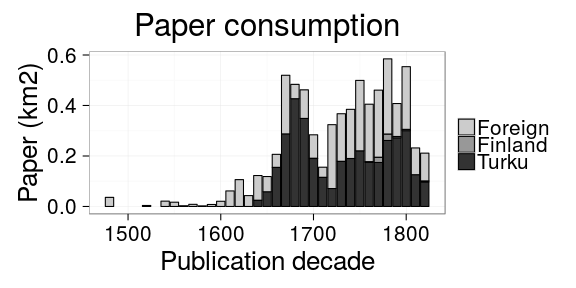 Paper consumption
Paper (km2)
0.6
0.4
0.2
0.0
1500 1600 1700 1800
Publication decade
Foreign
Finland
Turku